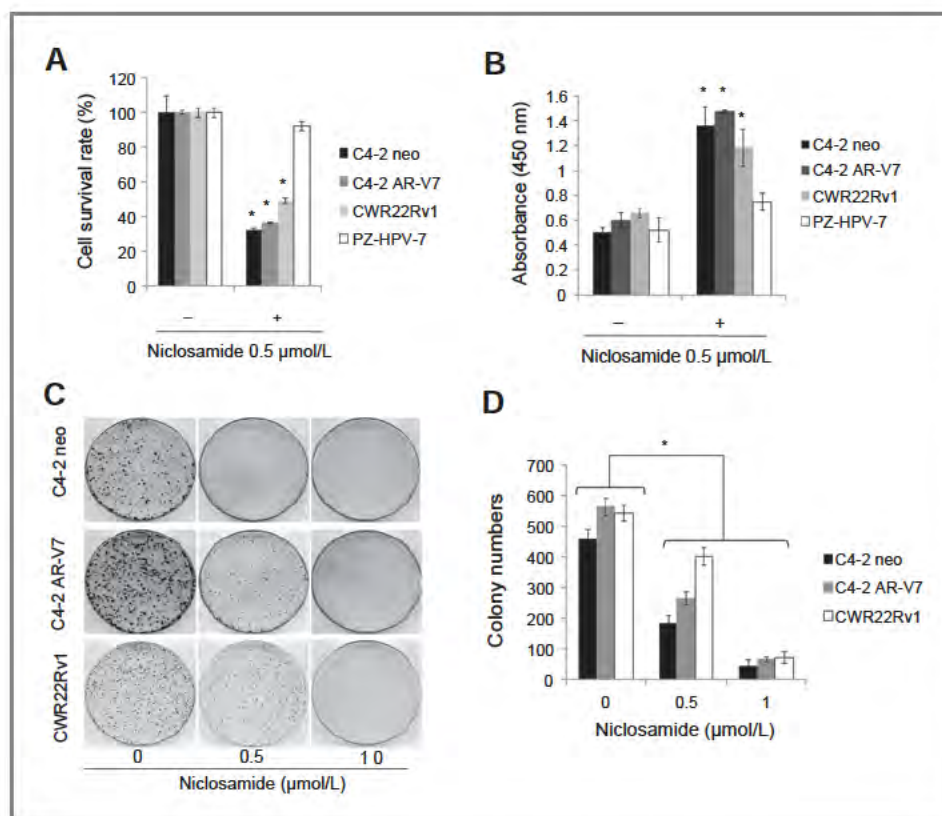 A
Cell survival rate (%)
120
100
80
60
40
20
0
* * *
– +
Niclosamide 0.5 µmol/L
C4-2 neo
C4-2 AR-V7
CWR22Rv1
PZ-HPV-7
B
Absorbance (450 nm)
1.6
1.4
1.2
1
0.8
0.6
0.4
0.2
0
* * *
– +
Niclosamide 0.5 µmol/L
C4-2 neo
C4-2 AR-V7
CWR22Rv1
PZ-HPV-7
C
C4-2 neo
C4-2 AR-V7
CWR22Rv1
0 0.5 1 0
Niclosamide (µmol/L)
D
Colony numbers
700
600
500
400
300
200
100
0
*
0 0.5 1
Niclosamide (µmol/L)
C4-2 neo
C4-2 AR-V7
CWR22Rv1